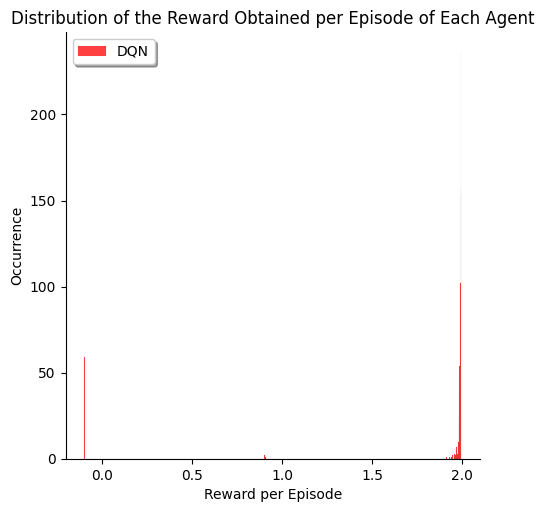 Distribution of the Reward Obtained per Episode of Each Agent
DQN
Occurrence
200
150
100
50
0
0.0 0.5 1.0 1.5 2.0
Reward per Episode